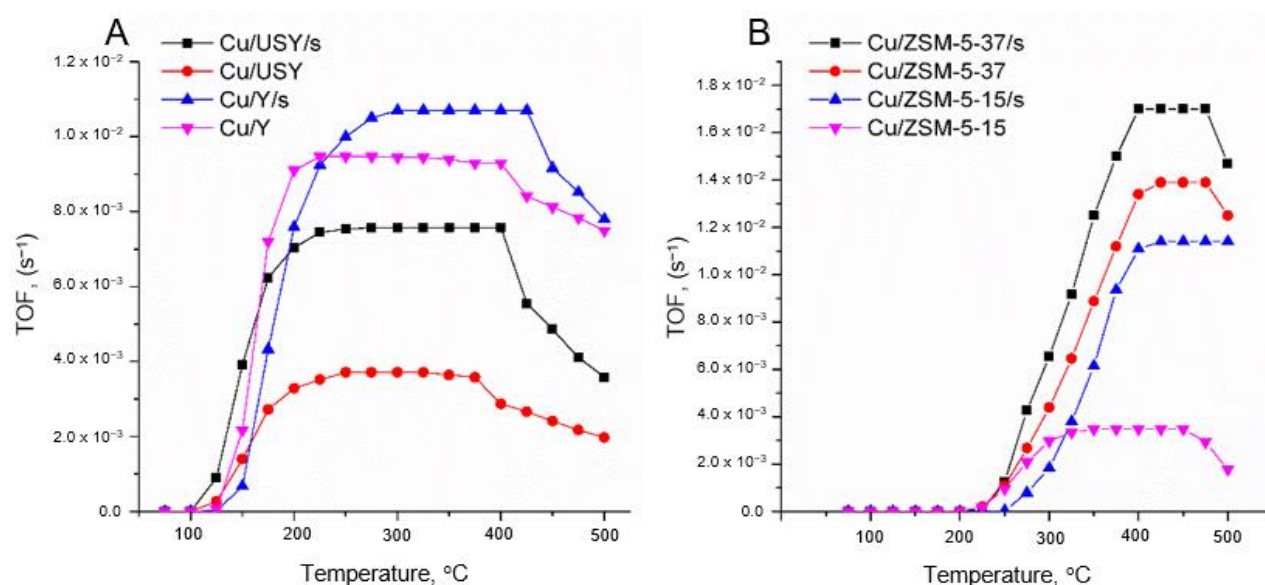 A
Cu/USY/s
Cu/USY
Cu/Y/s
Cu/Y
1.2 x 10⁻²
1.0 x 10⁻²
8.0 x 10⁻³
6.0 x 10⁻³
4.0 x 10⁻³
2.0 x 10⁻³
0.0
TOF, (s⁻¹)
100 200 300 400 500
Temperature, °C
B
Cu/ZSM-5-37/s
Cu/ZSM-5-37
Cu/ZSM-5-15/s
Cu/ZSM-5-15
1.8 x 10⁻²
1.6 x 10⁻²
1.4 x 10⁻²
1.2 x 10⁻²
1.0 x 10⁻²
8.0 x 10⁻³
6.0 x 10⁻³
4.0 x 10⁻³
2.0 x 10⁻³
0.0
TOF, (s⁻¹)
100 200 300 400 500
Temperature, °C